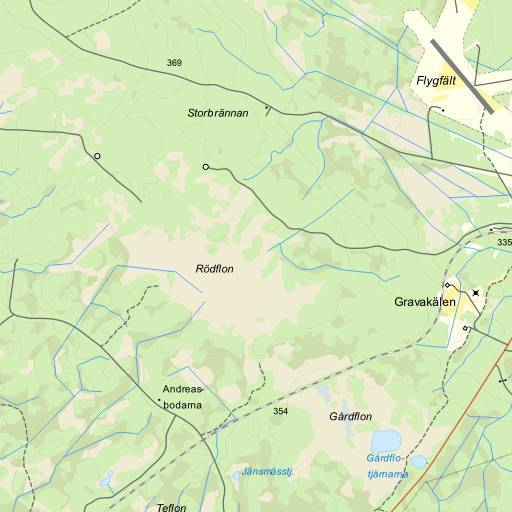 369
Flygfält
Storbrännan
335
Rödflon
Gravakälen
Andreas-
bodarna
354
Gårdflon
Gårdflo-
tjärnarna
Jänsmässtj.
Teflon